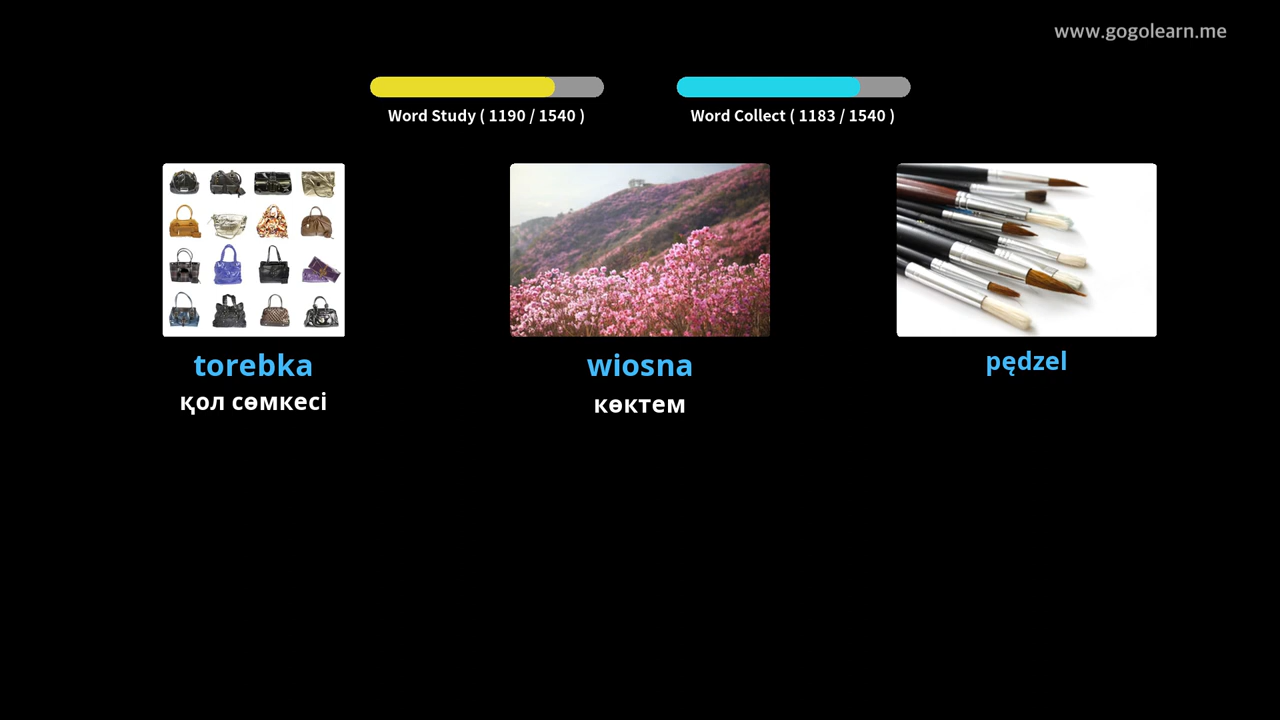 www.gogolearn.me
Word Study ( 1190 / 1540 )
Word Collect ( 1183 / 1540 )
torebka
қол сөмкесі
wiosna
көктем
pędzel